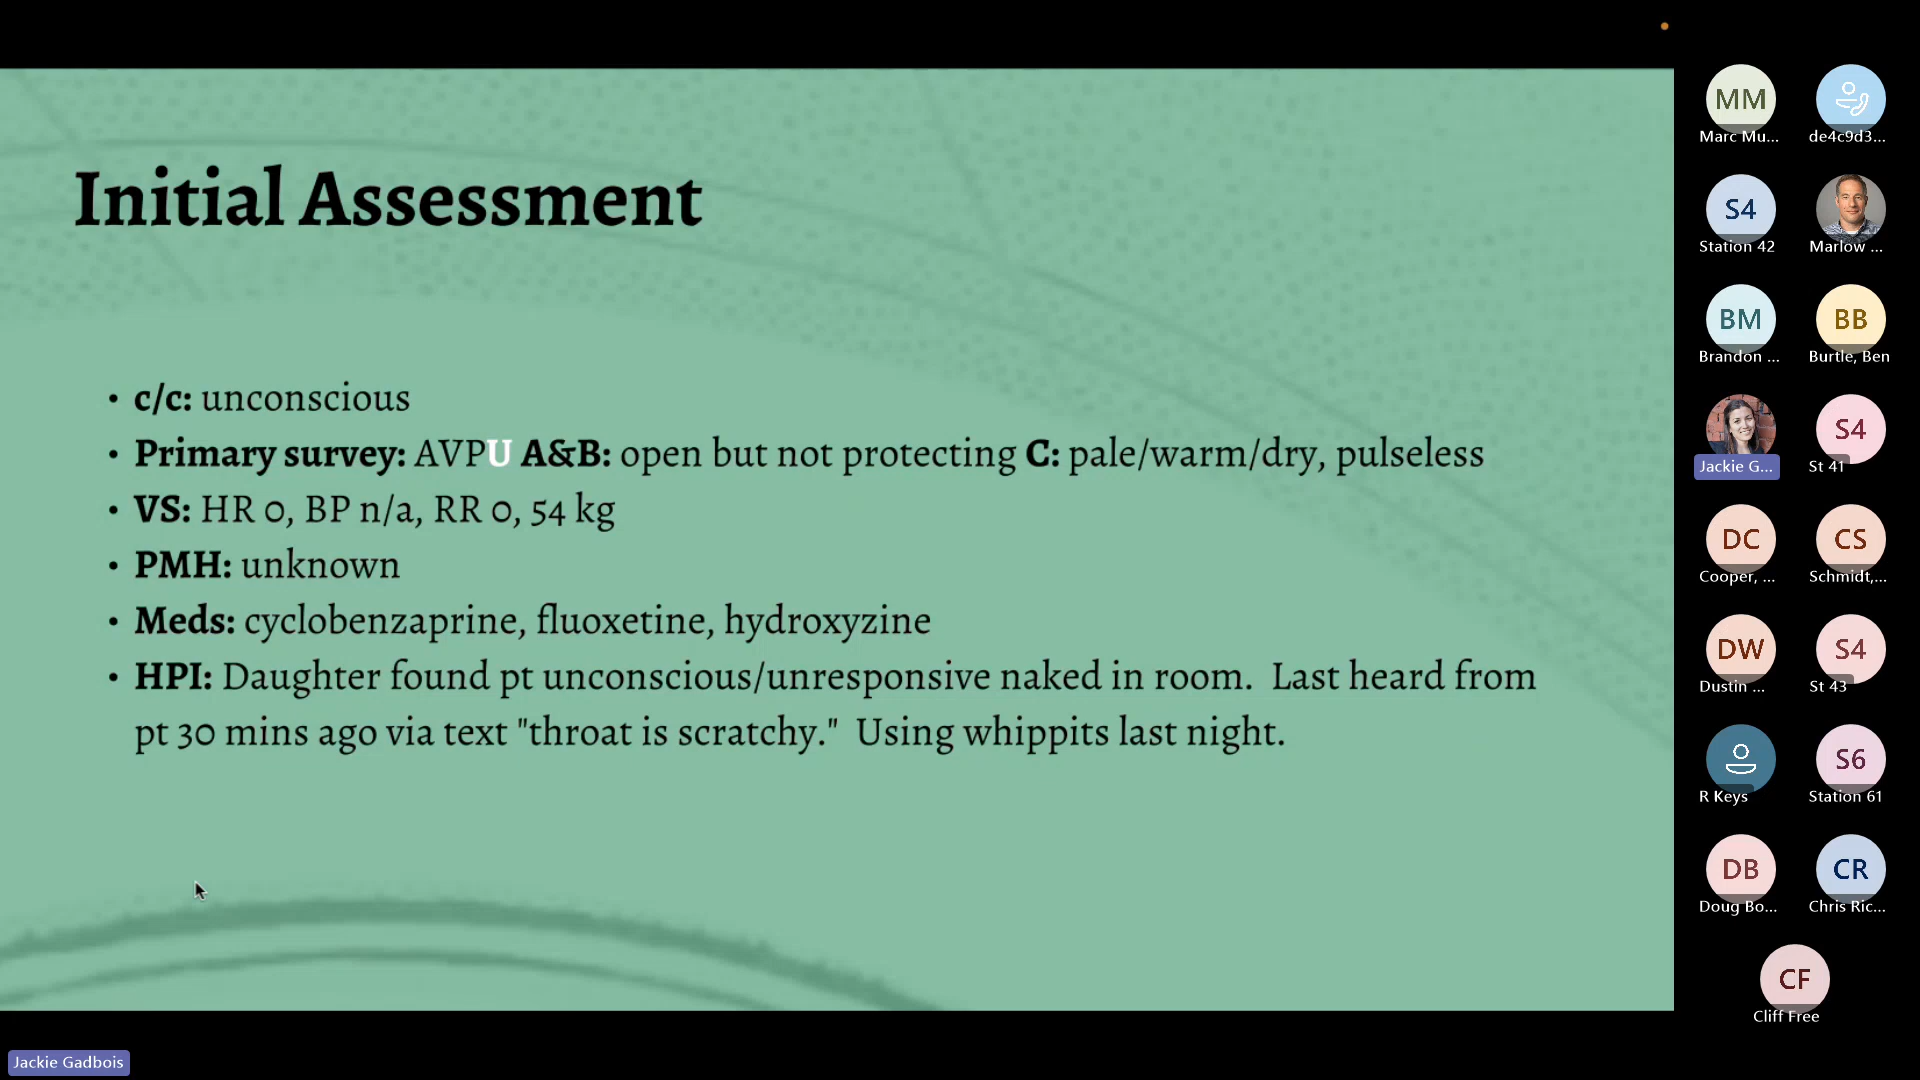 Initial Assessment
• c/c: unconscious
• Primary survey: AVPU A&B: open but not protecting C: pale/warm/dry, pulseless
• VS: HR 0, BP n/a, RR 0, 54 kg
• PMH: unknown
• Meds: cyclobenzaprine, fluoxetine, hydroxyzine
• HPI: Daughter found pt unconscious/unresponsive naked in room.  Last heard from
pt 30 mins ago via text "throat is scratchy."  Using whippits last night.
MM
Marc Mu...
de4c9d3...
S4
Station 42
Marlow ...
BM
Brandon ...
BB
Burtle, Ben
Jackie G...
S4
St 41
DC
Cooper, ...
CS
Schmidt,...
DW
Dustin ...
S4
St 43
R Keys
S6
Station 61
DB
Doug Bo...
CR
Chris Ric...
CF
Cliff Free
Jackie Gadbois